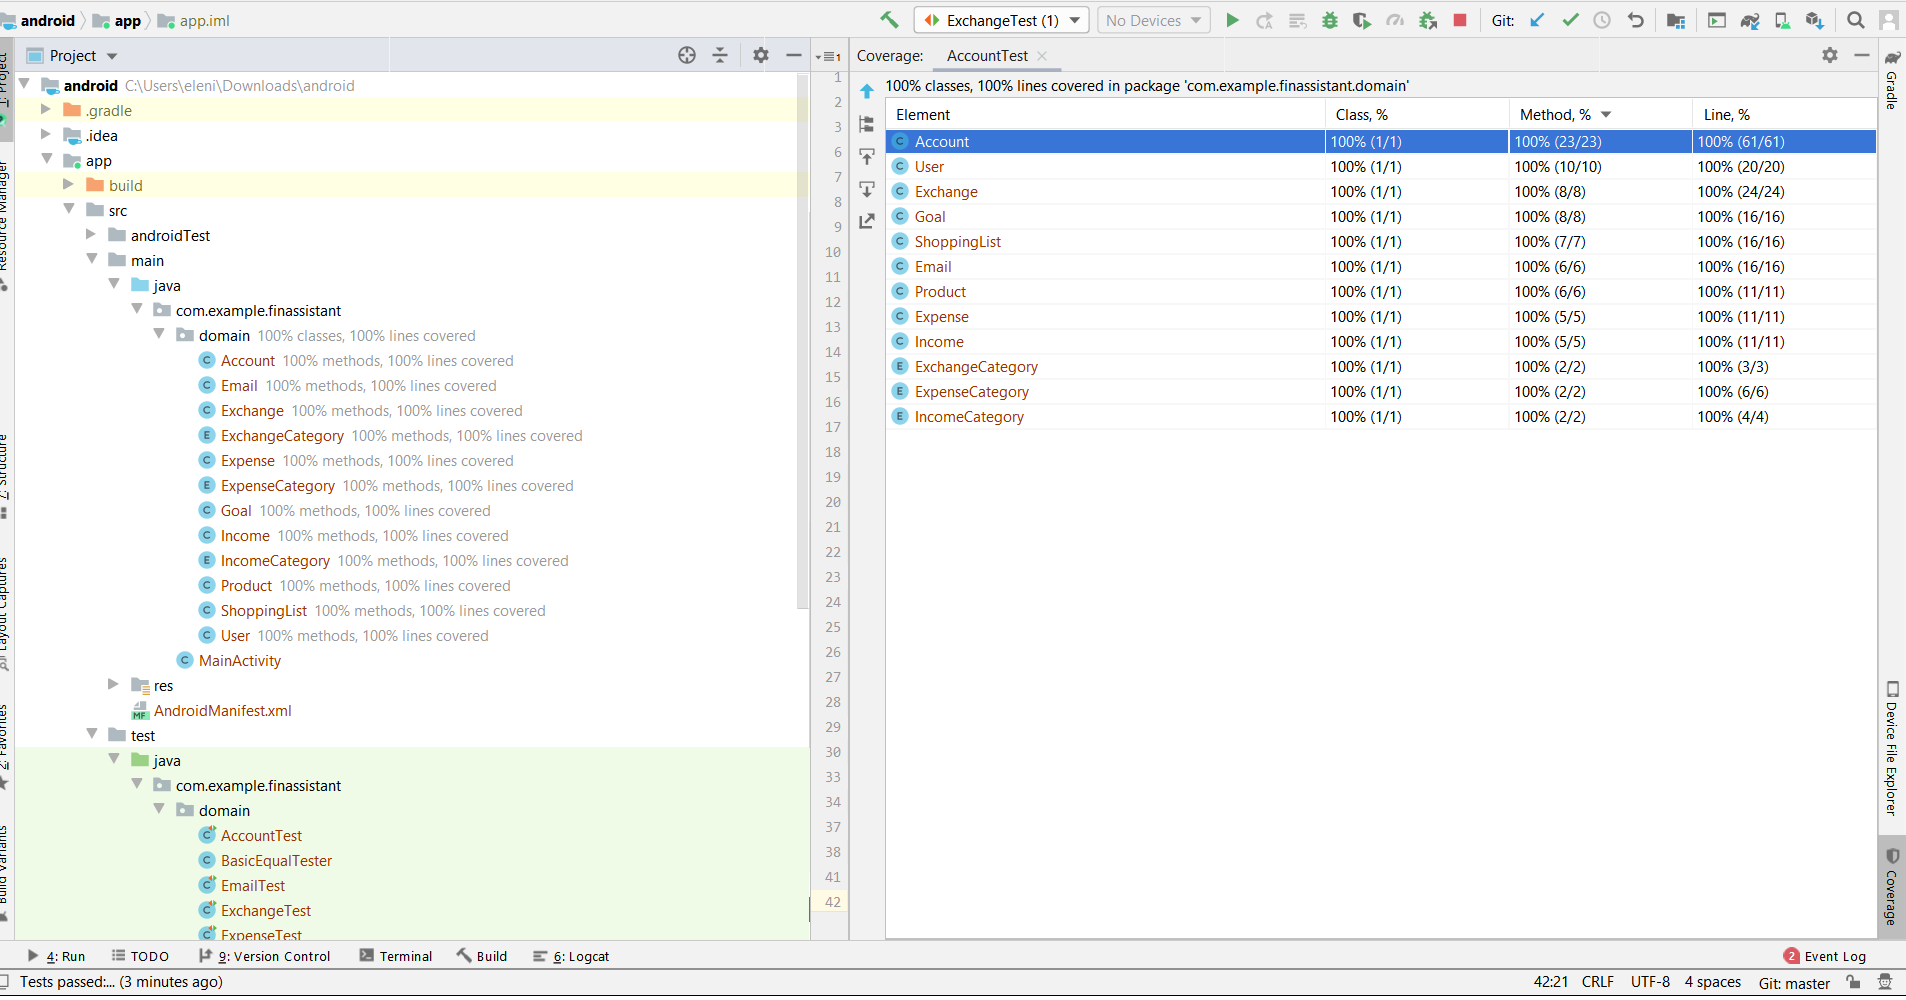 android app app.iml
ExchangeTest (1) No Devices Git:
Project
Coverage: AccountTest
1: Project
Resource Manager
7: Structure
Layout Captures
2: Favorites
Build Variants
android C:\Users\eleni\Downloads\android
.gradle
.idea
app
build
src
androidTest
main
java
com.example.finassistant
domain 100% classes, 100% lines covered
Account 100% methods, 100% lines covered
Email 100% methods, 100% lines covered
Exchange 100% methods, 100% lines covered
ExchangeCategory 100% methods, 100% lines covered
Expense 100% methods, 100% lines covered
ExpenseCategory 100% methods, 100% lines covered
Goal 100% methods, 100% lines covered
Income 100% methods, 100% lines covered
IncomeCategory 100% methods, 100% lines covered
Product 100% methods, 100% lines covered
ShoppingList 100% methods, 100% lines covered
User 100% methods, 100% lines covered
MainActivity
res
AndroidManifest.xml
test
java
com.example.finassistant
domain
AccountTest
BasicEqualTester
EmailTest
ExchangeTest
ExpenseTest
1
1
2
3
6
7
8
9
10
11
12
13
14
15
16
17
18
19
20
21
22
23
24
25
26
27
28
29
30
33
34
37
38
41
42
100% classes, 100% lines covered in package 'com.example.finassistant.domain'
Element Class, % Method, % Line, %
Account 100% (1/1) 100% (23/23) 100% (61/61)
User 100% (1/1) 100% (10/10) 100% (20/20)
Exchange 100% (1/1) 100% (8/8) 100% (24/24)
Goal 100% (1/1) 100% (8/8) 100% (16/16)
ShoppingList 100% (1/1) 100% (7/7) 100% (16/16)
Email 100% (1/1) 100% (6/6) 100% (16/16)
Product 100% (1/1) 100% (6/6) 100% (11/11)
Expense 100% (1/1) 100% (5/5) 100% (11/11)
Income 100% (1/1) 100% (5/5) 100% (11/11)
ExchangeCategory 100% (1/1) 100% (2/2) 100% (3/3)
ExpenseCategory 100% (1/1) 100% (2/2) 100% (6/6)
IncomeCategory 100% (1/1) 100% (2/2) 100% (4/4)
Gradle
Device File Explorer
Coverage
4: Run TODO 9: Version Control Terminal Build 6: Logcat 2 Event Log
Tests passed:... (3 minutes ago) 42:21 CRLF UTF-8 4 spaces Git: master